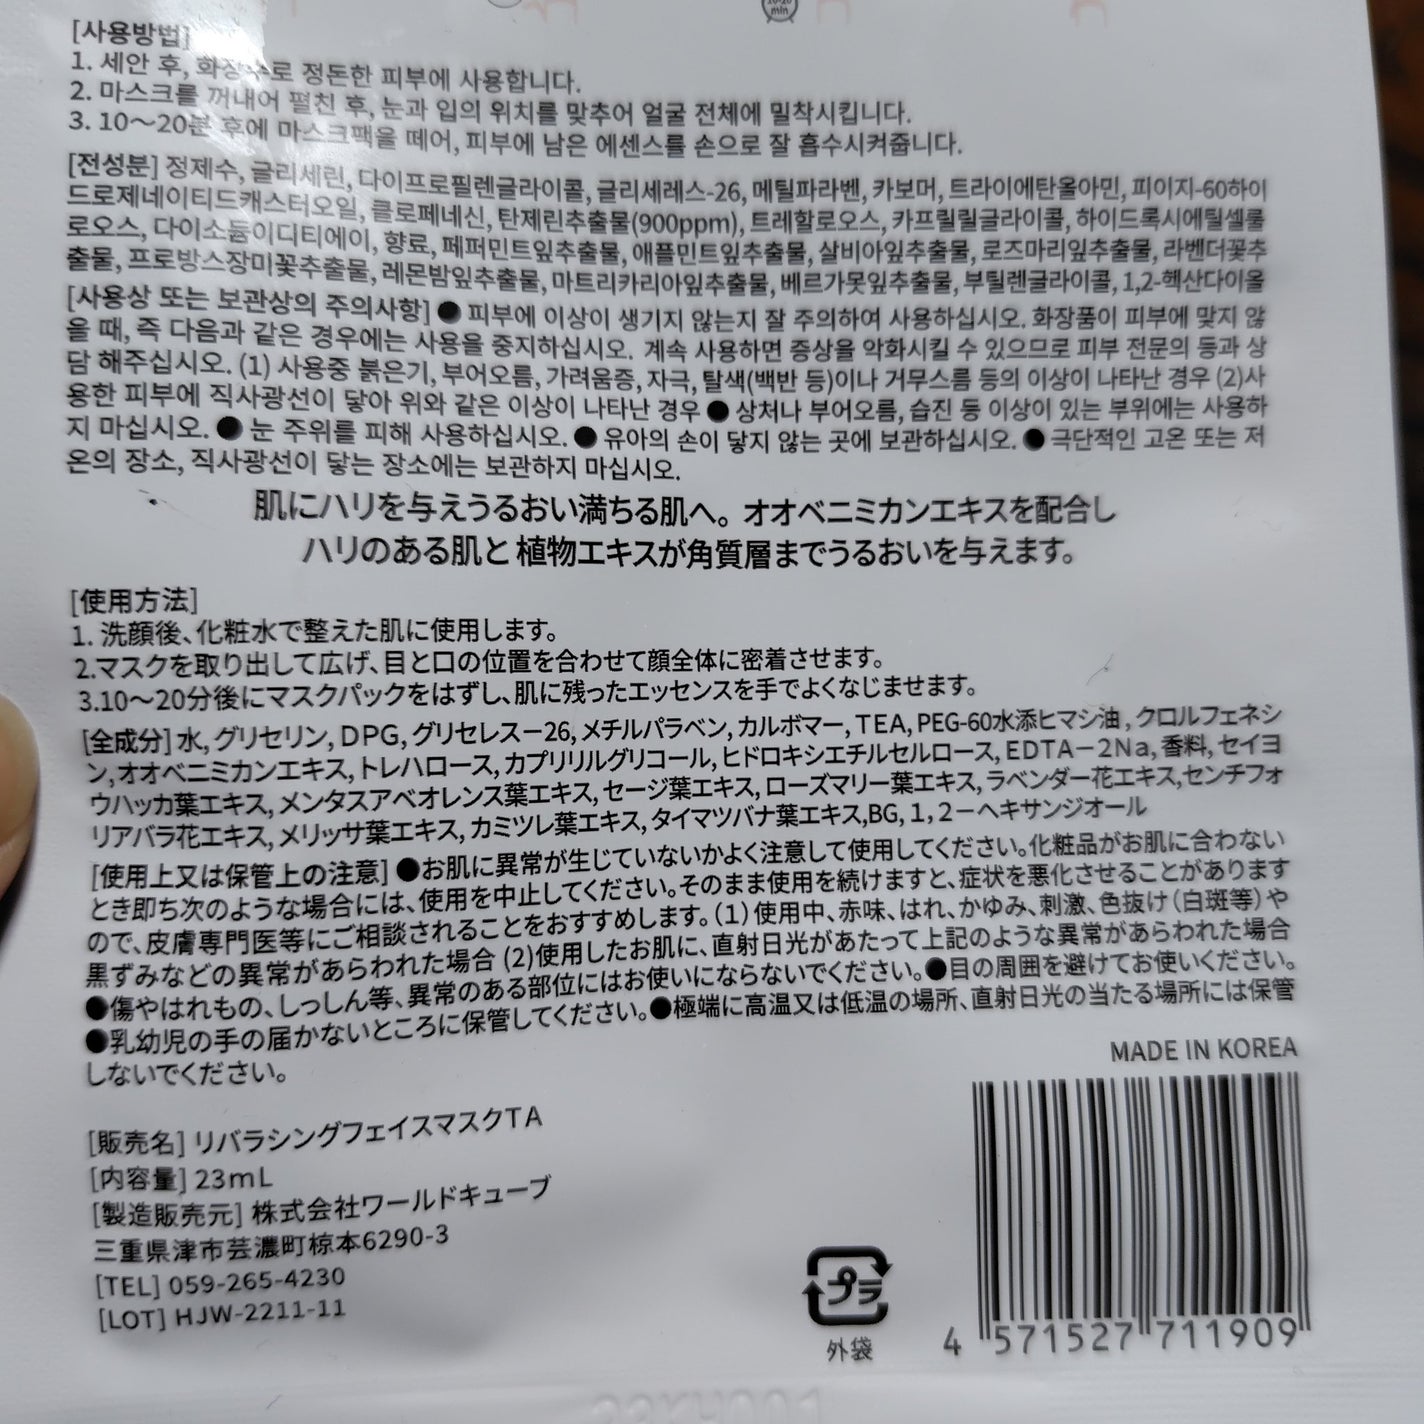 [사용방법]
1. 세안 후, 화장수로 정돈한 피부에 사용합니다.
2. 마스크를 꺼내어 펼친 후, 눈과 입의 위치를 맞추어 얼굴 전체에 밀착시킵니다.
3. 10～20분 후에 마스크팩을 떼어, 피부에 남은 에센스를 손으로 잘 흡수시켜줍니다.
[전성분] 정제수, 글리세린, 다이프로필렌글라이콜, 글리세레스-26, 메틸파라벤, 카보머, 트라이에탄올아민, 피이지-60하이
드로제네이티드캐스터오일, 클로페네신, 탄제린추출물(900ppm), 트레할로오스, 카프릴릴글라이콜, 하이드록시에틸셀룰
로오스, 다이소듐이디티에이, 향료, 페퍼민트잎추출물, 애플민트잎추출물, 살비아잎추출물, 로즈마리잎추출물, 라벤더꽃추
출물, 프로방스장미꽃추출물, 레몬밤잎추출물, 마트리카리아잎추출물, 베르가못잎추출물, 부틸렌글라이콜, 1,2-헥산다이올
[사용상 또는 보관상의 주의사항] ● 피부에 이상이 생기지 않는지 잘 주의하여 사용하십시오. 화장품이 피부에 맞지 않
을 때, 즉 다음과 같은 경우에는 사용을 중지하십시오. 계속 사용하면 증상을 악화시킬 수 있으므로 피부 전문의 등과 상
담 해주십시오. (1) 사용중 붉은기, 부어오름, 가려움증, 자극, 탈색(백반 등)이나 거무스름 등의 이상이 나타난 경우 (2)사
용한 피부에 직사광선이 닿아 위와 같은 이상이 나타난 경우 ● 상처나 부어오름, 습진 등 이상이 있는 부위에는 사용하
지 마십시오. ● 눈 주위를 피해 사용하십시오. ● 유아의 손이 닿지 않는 곳에 보관하십시오. ● 극단적인 고온 또는 저
온의 장소, 직사광선이 닿는 장소에는 보관하지 마십시오.
肌にハリを与えうるおい満ちる肌へ。オオベニミカンエキスを配合し
ハリのある肌と 植物エキスが角質層までうるおいを与えます。
[使用方法]
1. 洗顔後、化粧水で整えた肌に使用します。
2.マスクを取り出して広げ、目と口の位置を合わせて顔全体に密着させます。
3.10～20分後にマスクパックをはずし、肌に残ったエッセンスを手でよくなじませます。
[全成分] 水, グリセリン, DPG, グリセレス－26, メチルパラベン, カルボマー, TEA, PEG-60水添ヒマシ油 , クロルフェネシ
ン, オオベニミカンエキス, トレハロース, カプリリルグリコール, ヒドロキシエチルセルロース, EDTA－2Na, 香料, セイヨ
ウハッカ葉エキス, メンタスアベオレンス葉エキス, セージ葉エキス, ローズマリー葉エキス, ラベンダー花エキス,センチフォ
リアバラ花エキス, メリッサ葉エキス, カミツレ葉エキス, タイマツバナ葉エキス,BG, 1, 2－ヘキサンジオール
[使用上又は保管上の注意] ●お肌に異常が生じていないかよく注意して使用してください。化粧品がお肌に合わない
とき即ち次のような場合には、使用を中止してください。そのまま使用を続けますと、症状を悪化させることがあります
ので、皮膚専門医等にご相談されることをおすすめします。(1) 使用中、赤味、はれ、かゆみ、刺激、色抜け (白斑等) や
黒ずみなどの異常があらわれた場合 (2)使用したお肌に、直射日光があたって上記のような異常があらわれた場合
●傷やはれもの、しっしん等、異常のある部位にはお使いにならないでください。●目の周囲を避けてお使いください。
●乳幼児の手の届かないところに保管してください。●極端に高温又は低温の場所、直射日光の当たる場所には保管
しないでください。
MADE IN KOREA
[販売名] リバラシングフェイスマスクTA
[内容量] 23mL
[製造販売元] 株式会社ワールドキューブ
三重県津市芸濃町椋本6290-3
[TEL] 059-265-4230
[LOT] HJW-2211-11
プラ
外袋
4 571527 711909